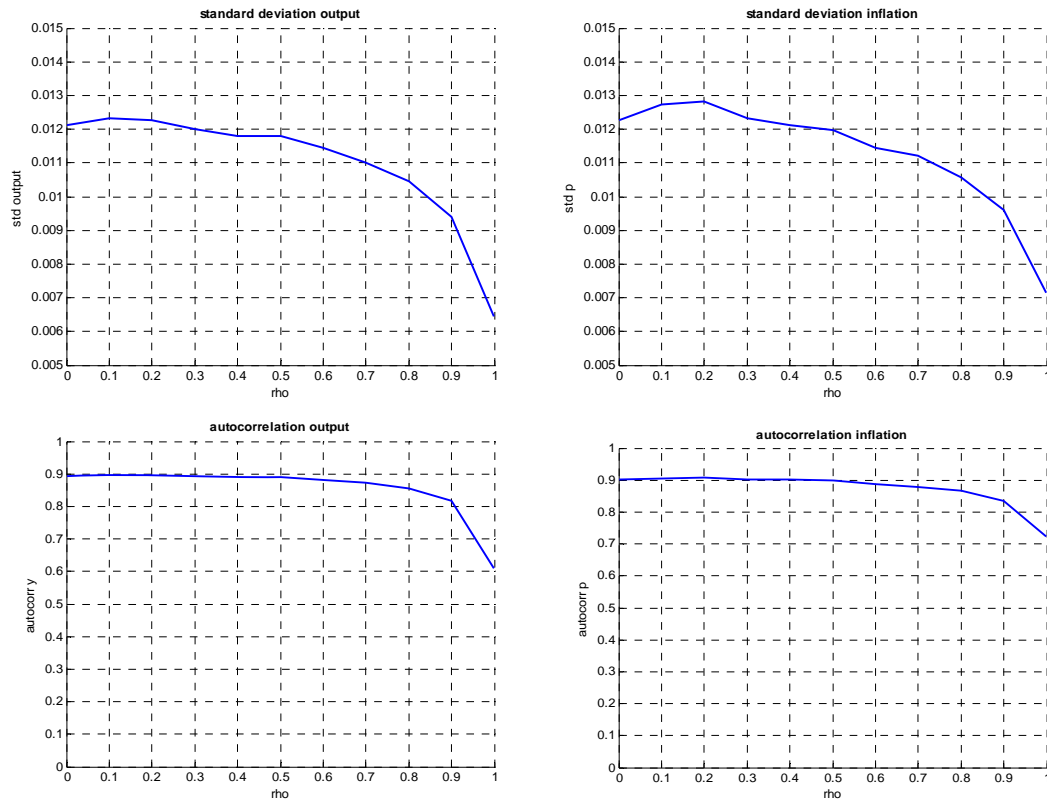 standard deviation output
0.015
0.014
0.013
0.012
0.011
0.01
0.009
0.008
0.007
0.006
0.005
std output
0 0.1 0.2 0.3 0.4 0.5 0.6 0.7 0.8 0.9 1
rho
standard deviation inflation
0.015
0.014
0.013
0.012
0.011
0.01
0.009
0.008
0.007
0.006
0.005
std p
0 0.1 0.2 0.3 0.4 0.5 0.6 0.7 0.8 0.9 1
rho
autocorrelation output
1
0.9
0.8
0.7
0.6
0.5
0.4
0.3
0.2
0.1
0
autocorr y
0 0.1 0.2 0.3 0.4 0.5 0.6 0.7 0.8 0.9 1
rho
autocorrelation inflation
1
0.9
0.8
0.7
0.6
0.5
0.4
0.3
0.2
0.1
0
autocorr p
0 0.1 0.2 0.3 0.4 0.5 0.6 0.7 0.8 0.9 1
rho